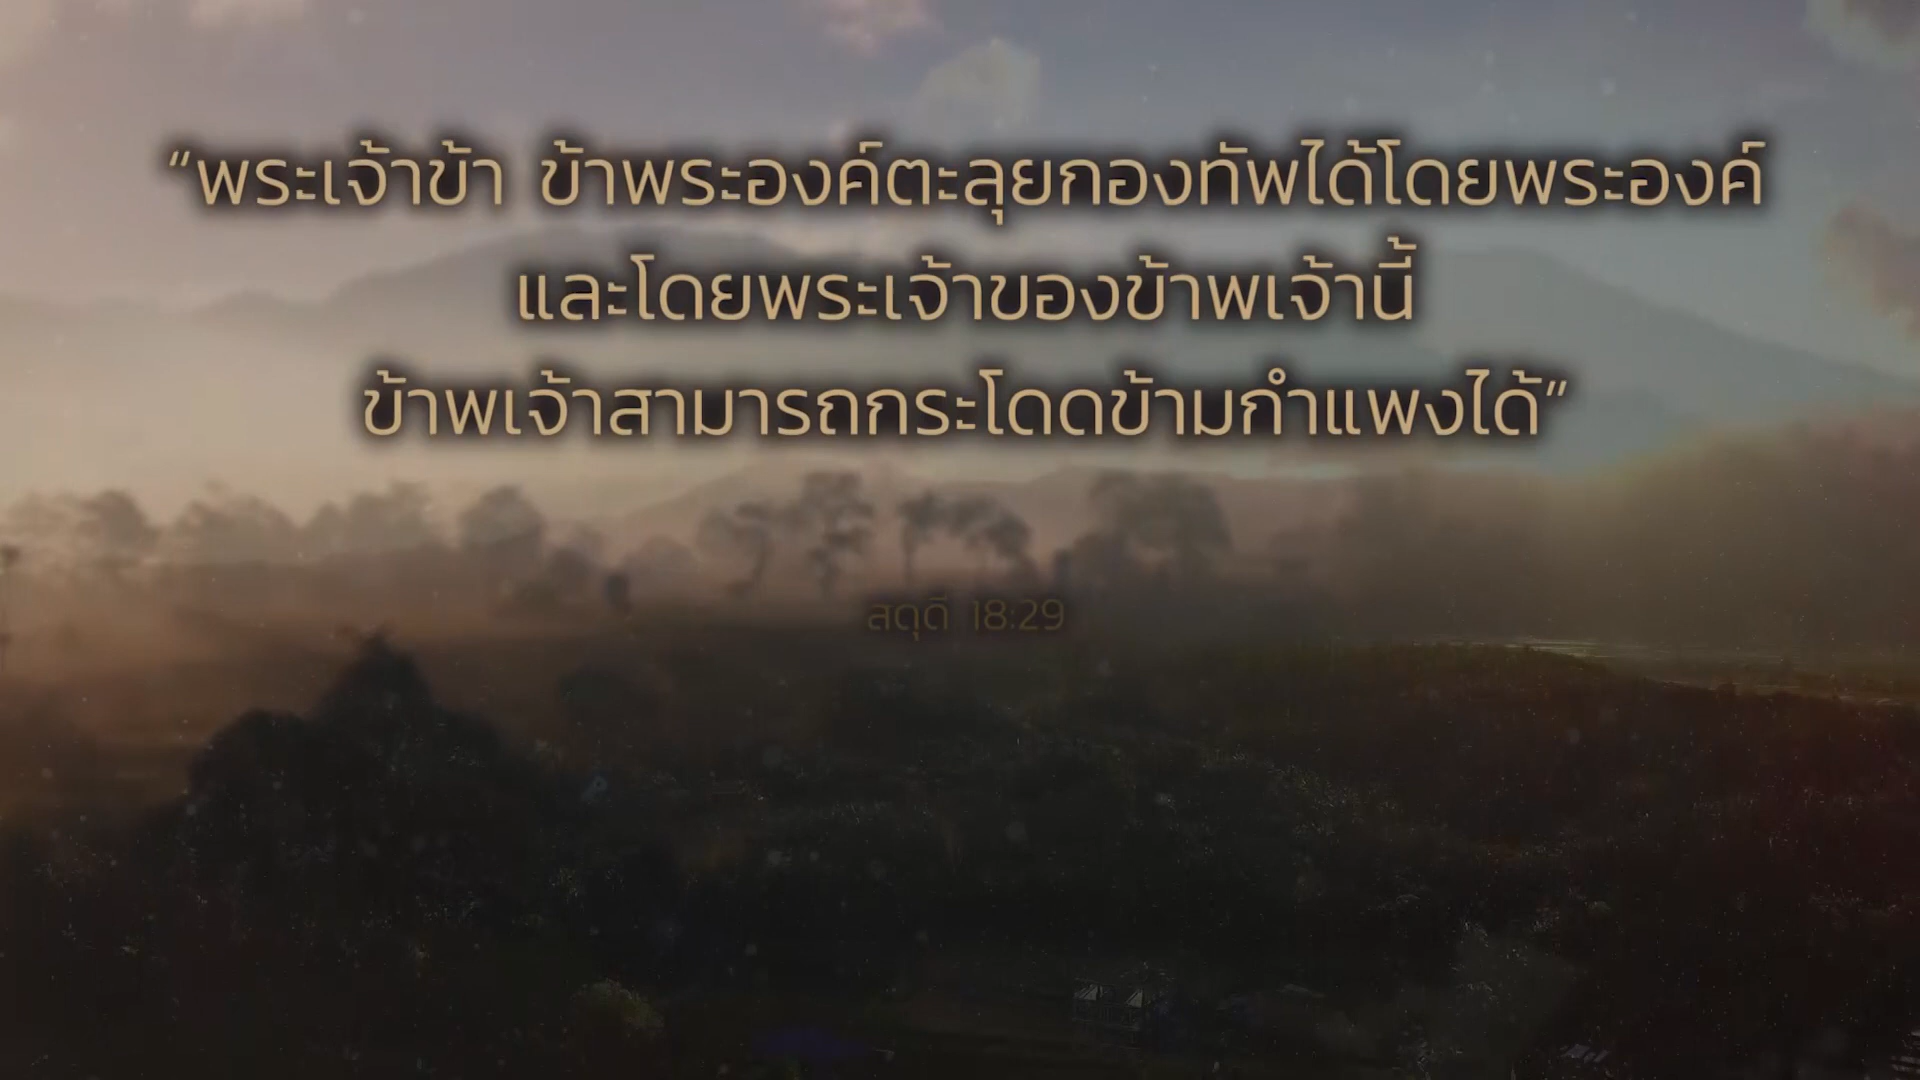 “พระเจ้าข้า ข้าพระองค์ตะลุยกองทัพได้โดยพระองค์
และโดยพระเจ้าของข้าพเจ้านี้
ข้าพเจ้าสามารถกระโดดข้ามกำแพงได้”
สดุดี 18:29